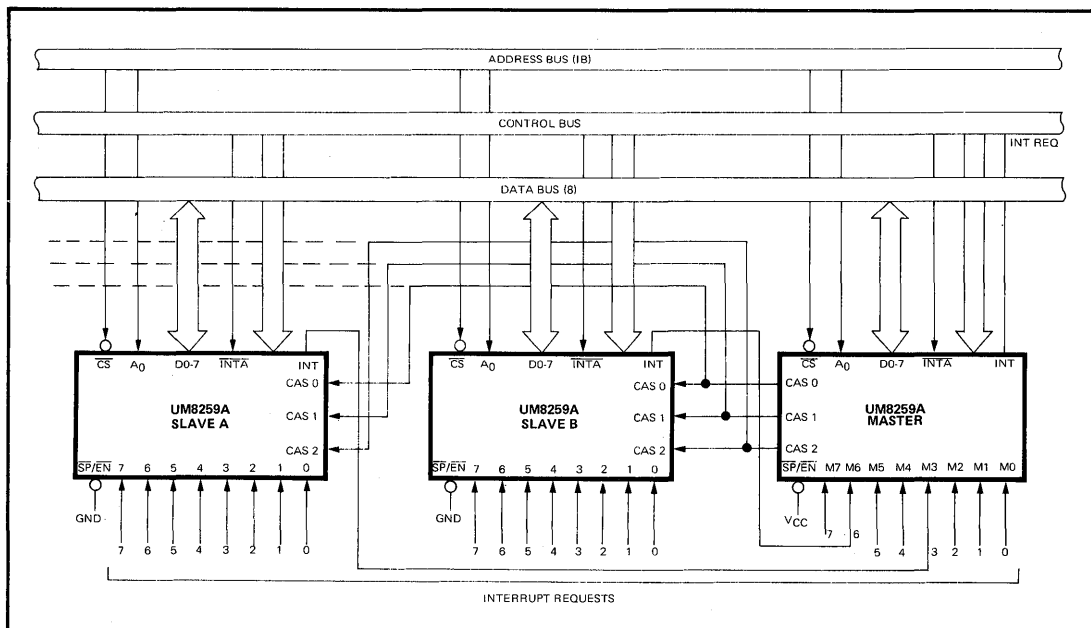 ADDRESS BUS (1B)
CONTROL BUS
INT REQ
DATA BUS (8)
CS A0 D0-7 INTA INT
CAS 0
UM8259A
SLAVE A
CAS 1
CAS 2
SP/EN 7 6 5 4 3 2 1 0
GND
7 6 5 4 3 2 1 0
CS A0 D0-7 INTA INT
CAS 0
UM8259A
SLAVE B
CAS 1
CAS 2
SP/EN 7 6 5 4 3 2 1 0
GND
7 6 5 4 3 2 1 0
CS A0 D0-7 INTA INT
CAS 0
UM8259A
MASTER
CAS 1
CAS 2
SP/EN M7 M6 M5 M4 M3 M2 M1 M0
VCC
7 6 5 4 3 2 1 0
INTERRUPT REQUESTS